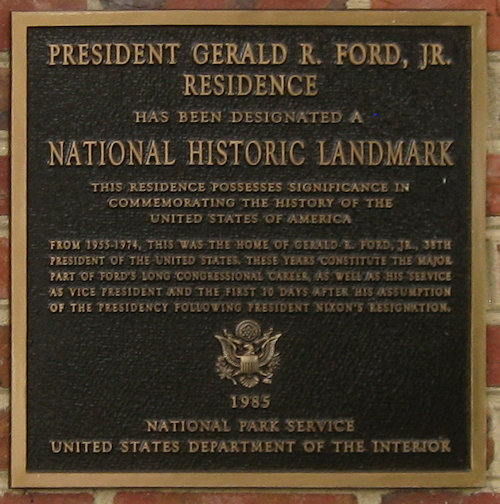 PRESIDENT GERALD R. FORD, JR.
RESIDENCE
HAS BEEN DESIGNATED A
NATIONAL HISTORIC LANDMARK
THIS RESIDENCE POSSESSES SIGNIFICANCE IN
COMMEMORATING THE HISTORY OF THE
UNITED STATES OF AMERICA
FROM 1955-1974, THIS WAS THE HOME OF GERALD R. FORD, JR., 38TH
PRESIDENT OF THE UNITED STATES. THESE YEARS CONSTITUTE THE MAJOR
PART OF FORD'S LONG CONGRESSIONAL CAREER, AS WELL AS HIS SERVICE
AS VICE PRESIDENT AND THE FIRST 10 DAYS AFTER HIS ASSUMPTION
OF THE PRESIDENCY FOLLOWING PRESIDENT NIXON'S RESIGNATION.
1985
NATIONAL PARK SERVICE
UNITED STATES DEPARTMENT OF THE INTERIOR